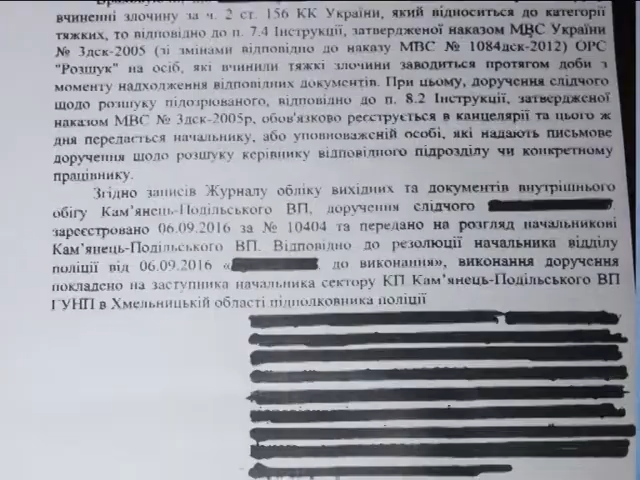 вчиненні злочину за ч. 2 ст. 156 КК України, який відноситься до категорії
тяжких, то відповідно до п. 7.4 Інструкції, затвердженої наказом МВС України
№ 3дск-2005 (зі змінами відповідно до наказу МВС № 1084дск-2012) ОРС
"Розшук" на осіб, які вчинили тяжкі злочини заводиться протягом доби з
моменту надходження відповідних документів. При цьому, доручення слідчого
щодо розшуку підозрюваного, відповідно до п. 8.2 Інструкції, затвердженої
наказом МВС № 3дск-2005р, обов'язково реєструється в канцелярії та цього ж
дня передається начальнику, або уповноваженій особі, які надають письмове
доручення щодо розшуку керівнику відповідного підрозділу чи конкретному
працівнику.
Згідно записів Журналу обліку вихідних та документів внутрішнього
обігу Кам'янець-Подільського ВП, доручення слідчого
зареєстровано 06.09.2016 за № 10404 та передано на розгляд начальникові
Кам'янець-Подільського ВП. Відповідно до резолюції начальника відділу
поліції від 06.09.2016 « до виконання», виконання доручення
покладено на заступника начальника сектору КП Кам'янець-Подільського ВП
ГУНП в Хмельницькій області підполковника поліції